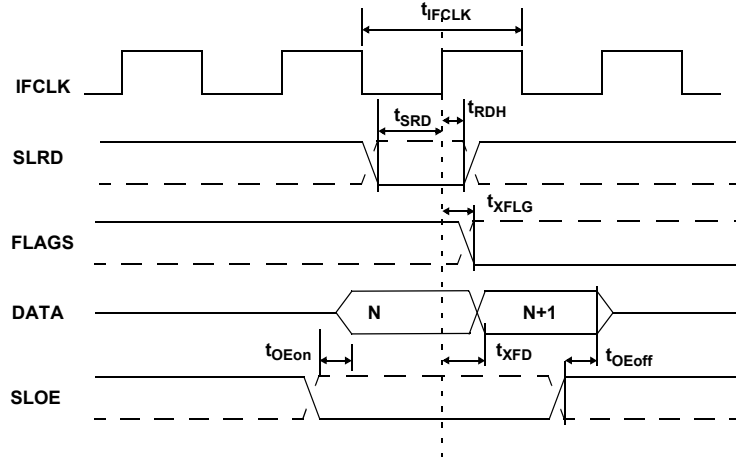 tIFCLK
IFCLK
tSRD
tRDH
SLRD
tXFLG
FLAGS
DATA
N
N+1
tOEon
tXFD
tOEoff
SLOE